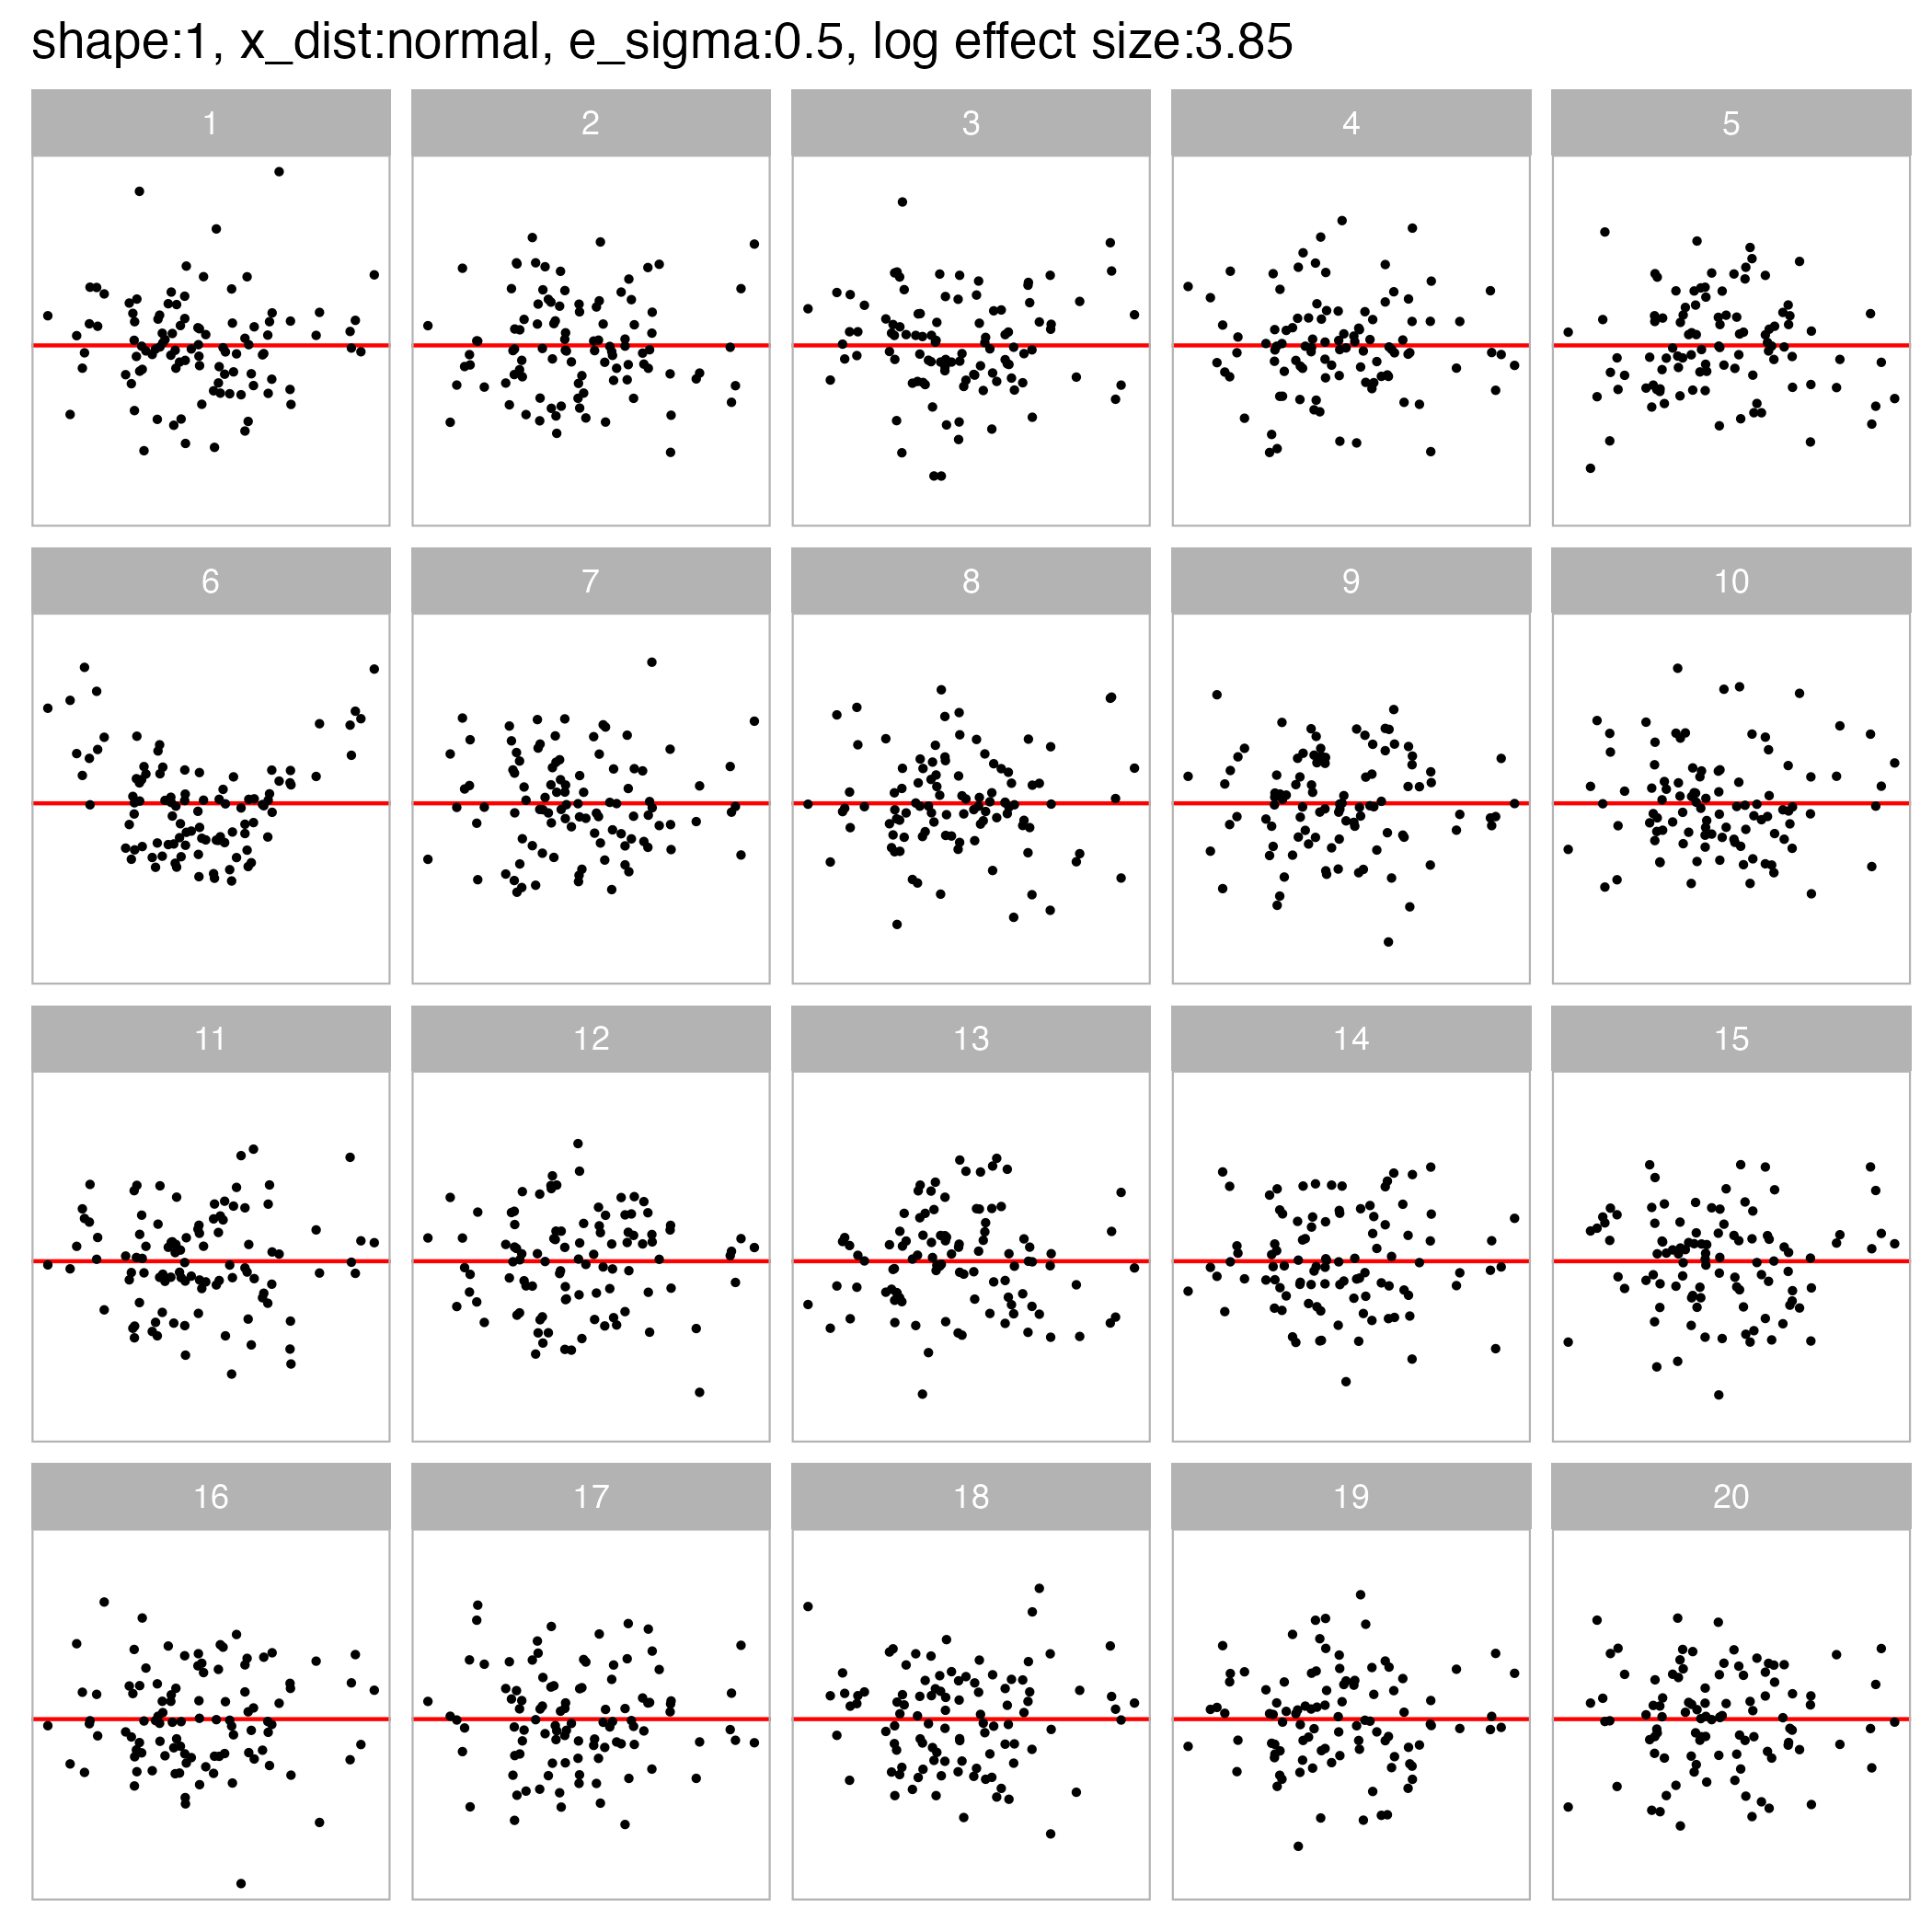 shape:1, x_dist:normal, e_sigma:0.5, log effect size:3.85
1 2 3 4 5
6 7 8 9 10
11 12 13 14 15
16 17 18 19 20